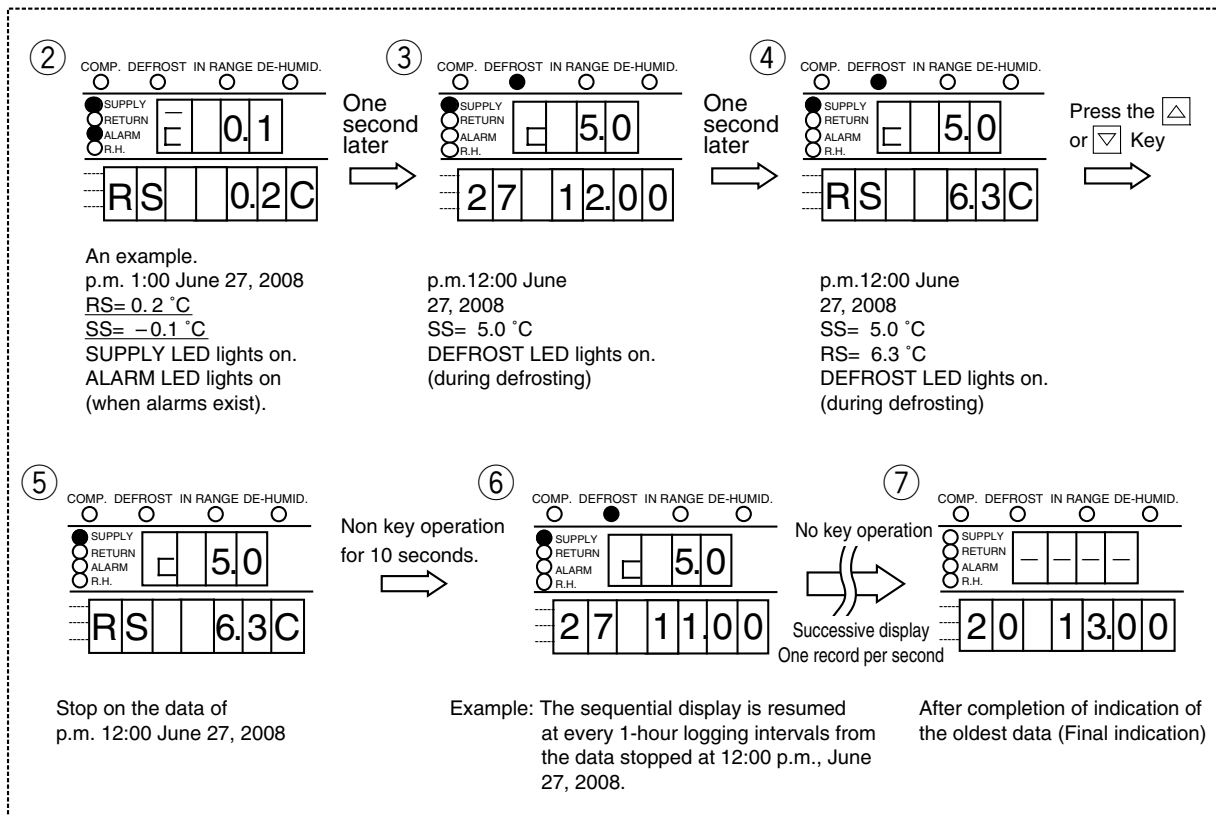 ②
COMP. DEFROST IN RANGE DE-HUMID.
SUPPLY
RETURN
ALARM
R.H.
0.1
RS 0.2C
An example.
p.m. 1:00 June 27, 2008
RS= 0. 2 ˚C
SS= –0.1 ˚C
SUPPLY LED lights on.
ALARM LED lights on
(when alarms exist).
One
second
later
③
COMP. DEFROST IN RANGE DE-HUMID.
SUPPLY
RETURN
ALARM
R.H.
5.0
27 12.00
p.m.12:00 June
27, 2008
SS= 5.0 ˚C
DEFROST LED lights on.
(during defrosting)
One
second
later
④
COMP. DEFROST IN RANGE DE-HUMID.
SUPPLY
RETURN
ALARM
R.H.
5.0
RS 6.3C
p.m.12:00 June
27, 2008
SS= 5.0 ˚C
RS= 6.3 ˚C
DEFROST LED lights on.
(during defrosting)
Press the △
or ▽ Key
⑤
COMP. DEFROST IN RANGE DE-HUMID.
SUPPLY
RETURN
ALARM
R.H.
5.0
RS 6.3C
Stop on the data of
p.m. 12:00 June 27, 2008
Non key operation
for 10 seconds.
⑥
COMP. DEFROST IN RANGE DE-HUMID.
SUPPLY
RETURN
ALARM
R.H.
5.0
27 11.00
Example: The sequential display is resumed
at every 1-hour logging intervals from
the data stopped at 12:00 p.m., June
27, 2008.
No key operation
Successive display
One record per second
⑦
COMP. DEFROST IN RANGE DE-HUMID.
SUPPLY
RETURN
ALARM
R.H.
– – – –
20 13.00
After completion of indication of
the oldest data (Final indication)